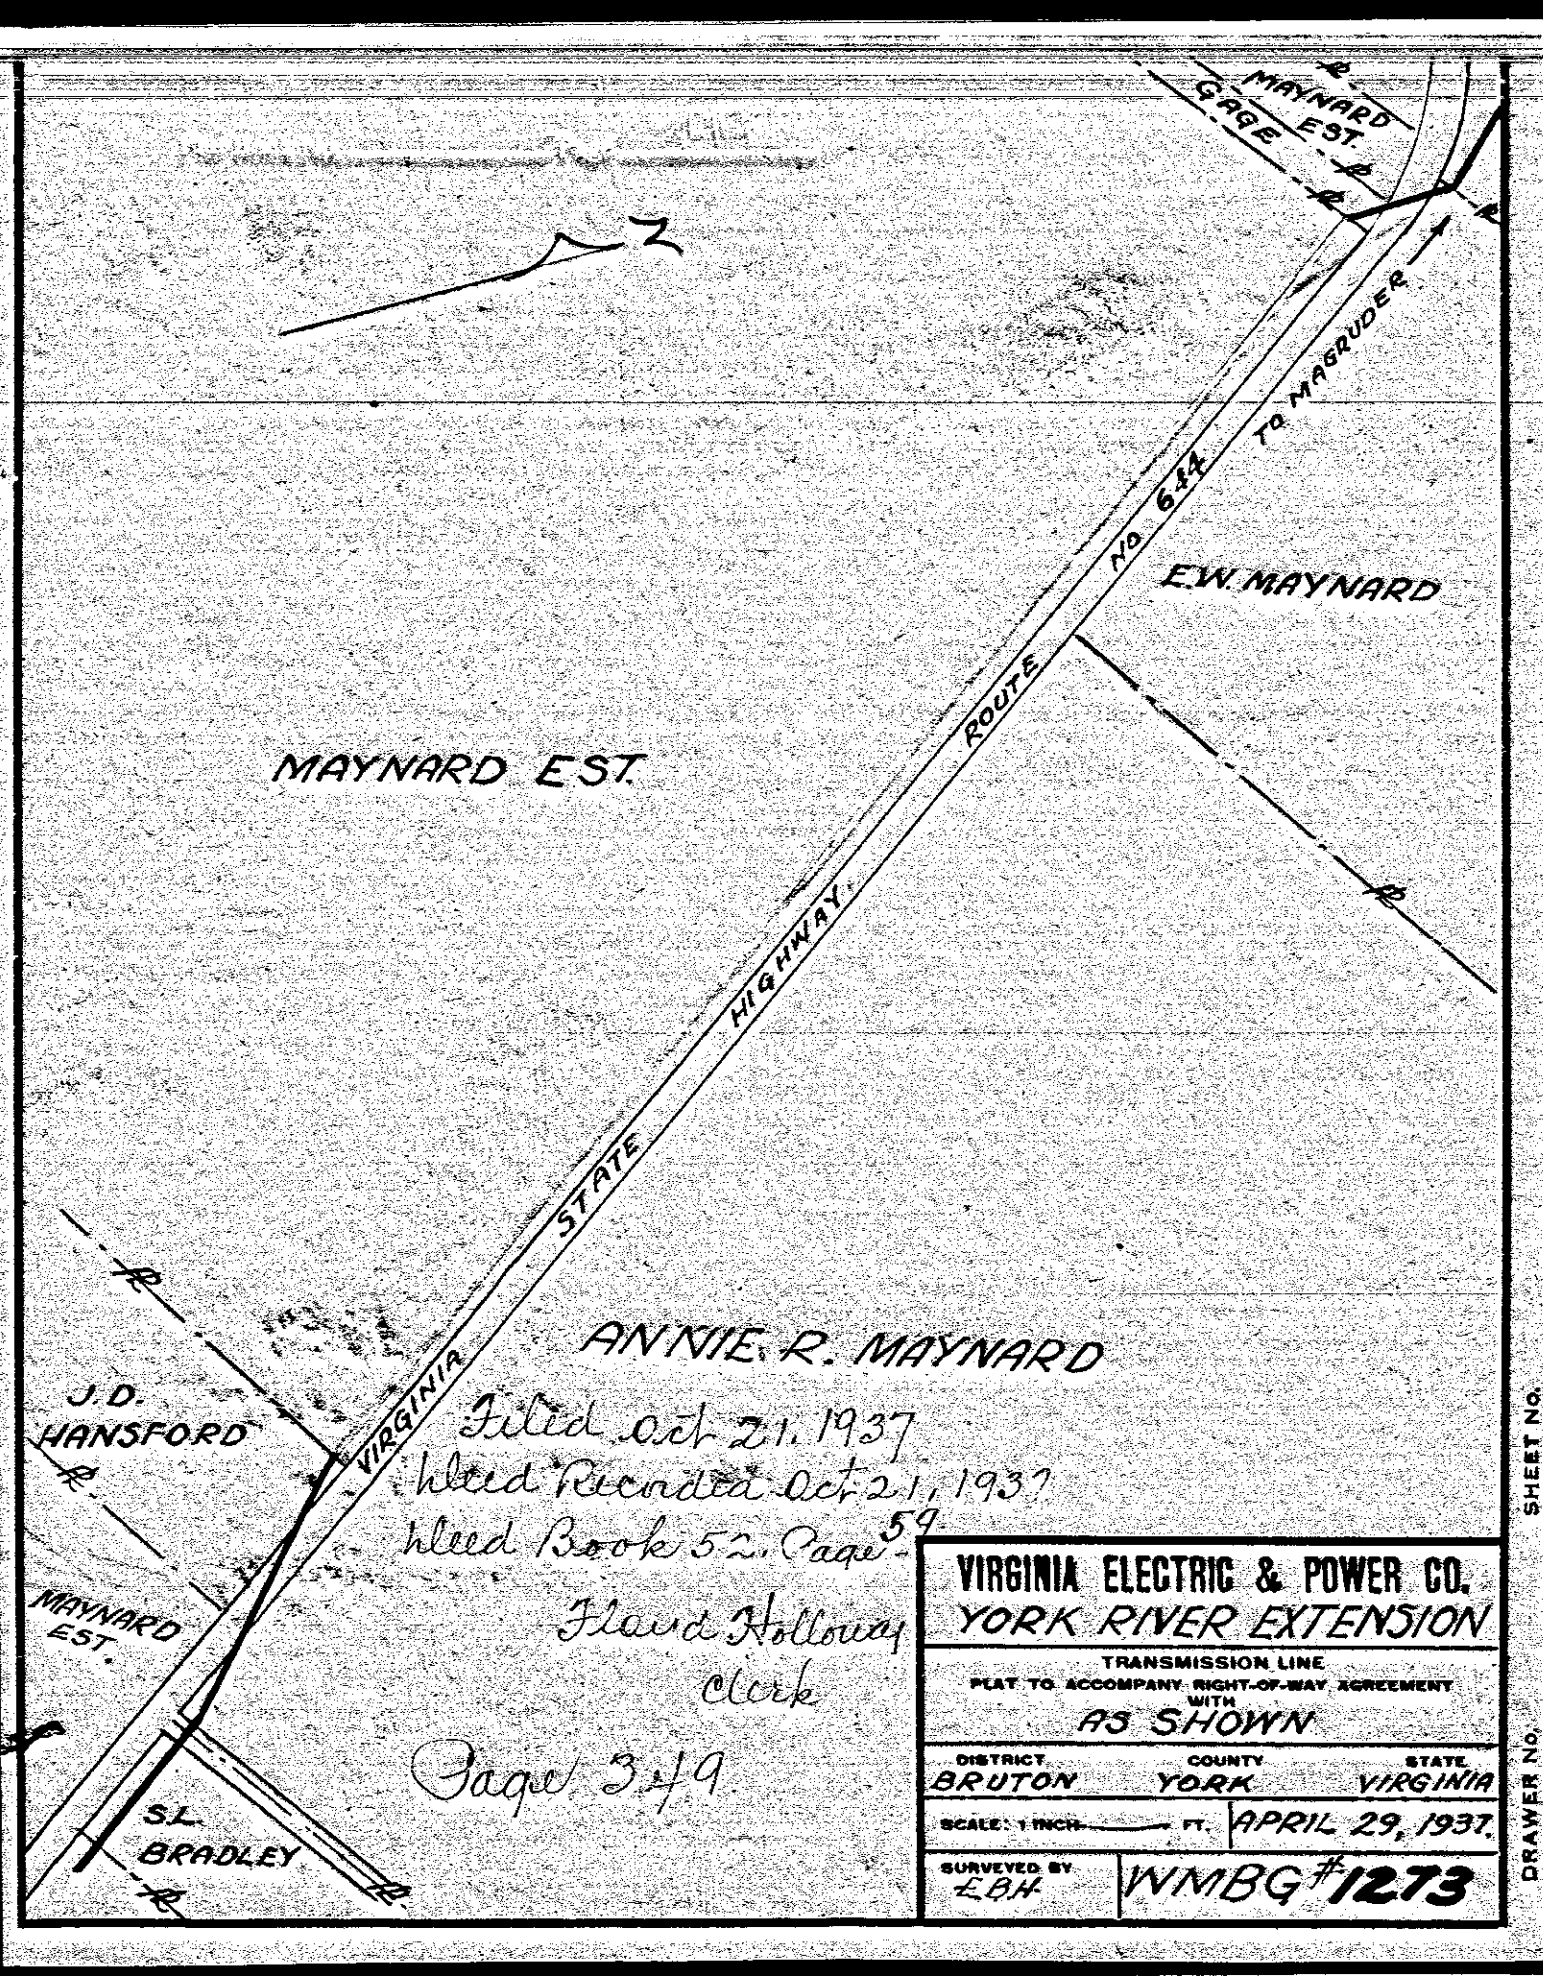 MAYNARD
EST.
GAGE
N
TO MAGRUDER
VIRGINIA STATE HIGHWAY ROUTE NO 644
E.W. MAYNARD
MAYNARD EST.
ANNIE. R. MAYNARD
J.D.
HANSFORD
Filed Oct 21, 1937
Deed Recorded Oct 21, 1937
Deed Book 52. Page 59
MAYNARD
EST.
Floyd Holloway
Clerk
Page 349
S.L.
BRADLEY
VIRGINIA ELECTRIC & POWER CO.
YORK RIVER EXTENSION
TRANSMISSION LINE
PLAT TO ACCOMPANY RIGHT-OF-WAY AGREEMENT
WITH
AS SHOWN
DISTRICT COUNTY STATE
BRUTON YORK VIRGINIA
SCALE: 1 INCH FT. APRIL 29, 1937.
SURVEYED BY
E.B.H.
WMBG #1273
SHEET NO.
DRAWER NO.